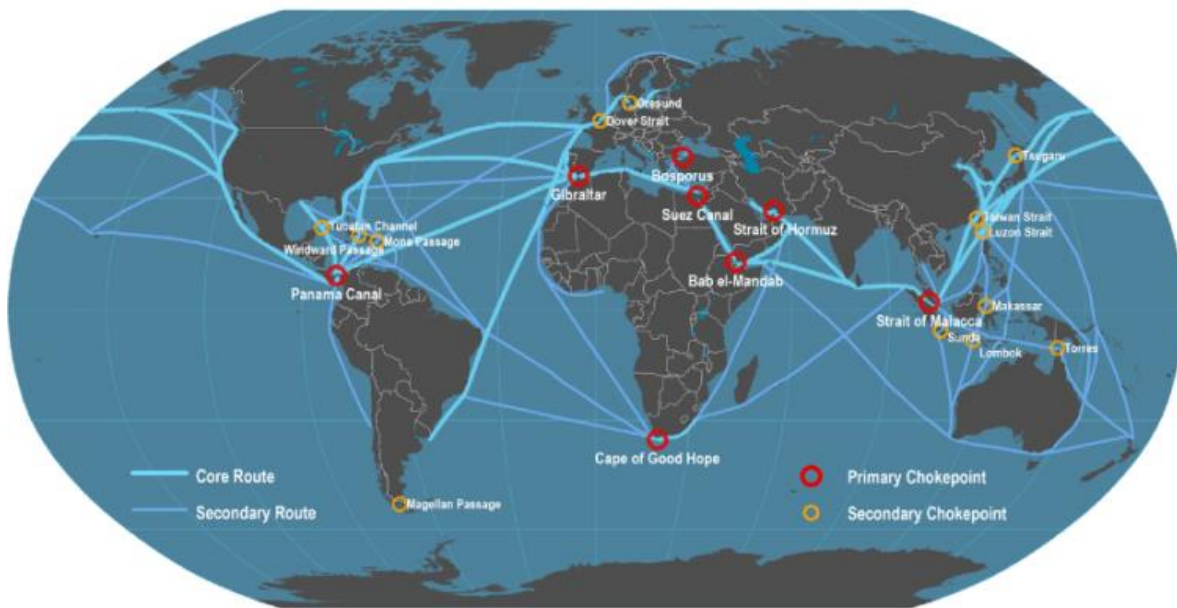 Oresund
Dover Strait
Tsugaru
Bosporus
Gibraltar
Suez Canal
Taiwan Strait
Strait of Hormuz
Yucatan Channel
Luzon Strait
Windward Passage
Mona Passage
Bab el-Mandab
Panama Canal
Makassar
Strait of Malacca
Sunda
Lombok
Torres
Cape of Good Hope
Core Route
Primary Chokepoint
Magellan Passage
Secondary Route
Secondary Chokepoint